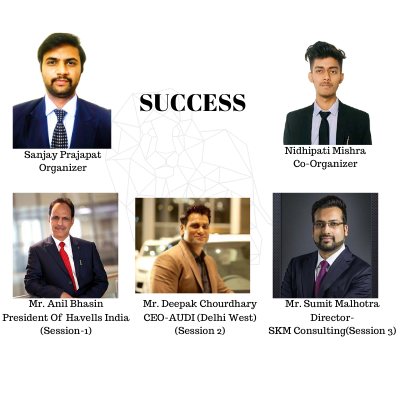 SUCCESS
Sanjay Prajapat
Organizer
Nidhipati Mishra
Co-Organizer
Mr. Anil Bhasin
President Of Havells India
(Session-1)
Mr. Deepak Chourdhary
CEO-AUDI (Delhi West)
(Session 2)
Mr. Sumit Malhotra
Director-
SKM Consulting(Session 3)